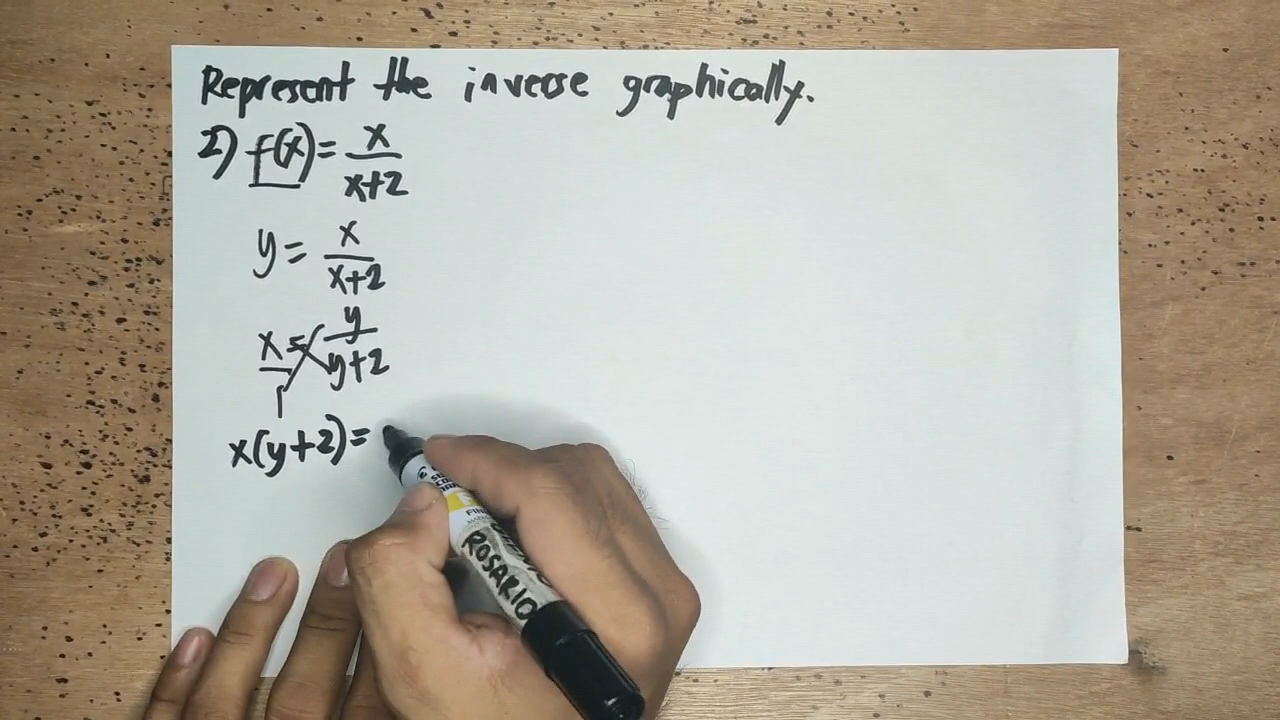 Represent the inverse graphically.
2) f(x) = x/(x+2)
y = x/(x+2)
x/1 = y/(y+2)
x(y+2) =
ROSARIO